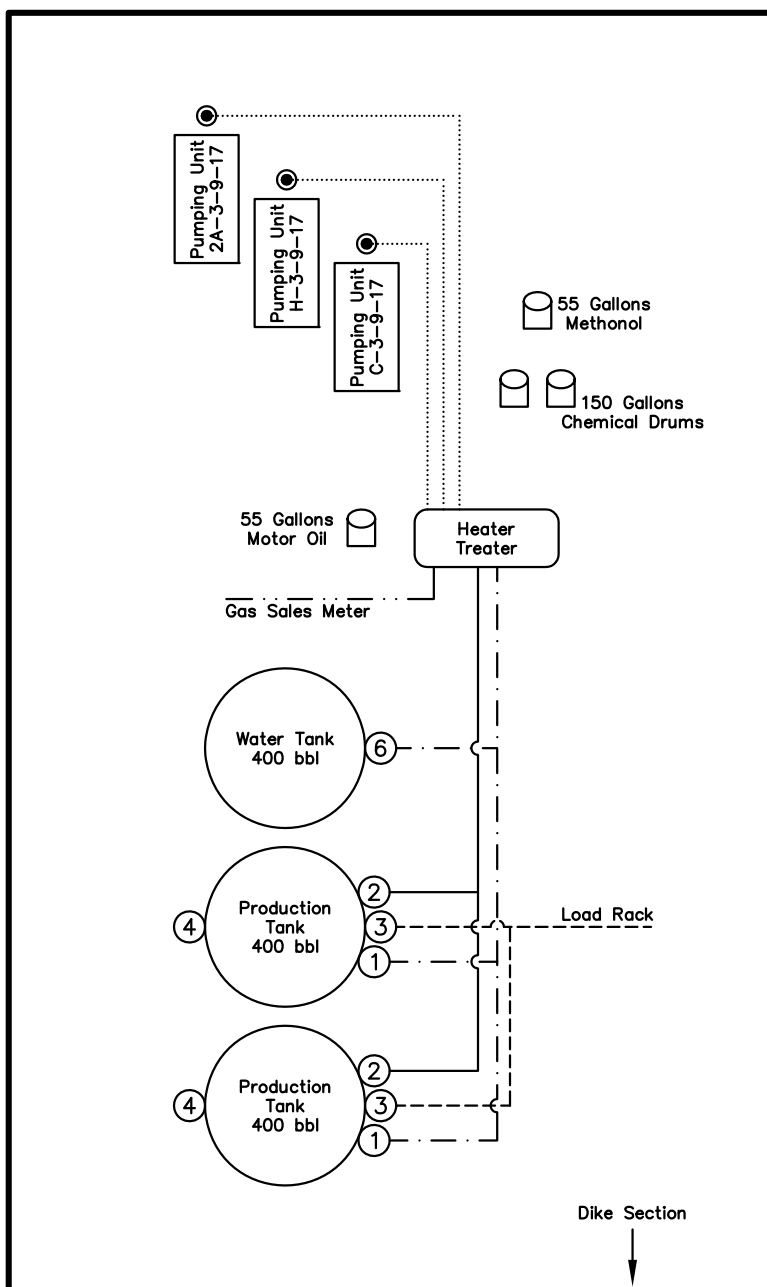 Pumping Unit
2A-3-9-17
Pumping Unit
H-3-9-17
Pumping Unit
C-3-9-17
55 Gallons
Methonol
150 Gallons
Chemical Drums
55 Gallons
Motor Oil
Heater
Treater
Gas Sales Meter
Water Tank
400 bbl
6
Production
Tank
400 bbl
4
2
3
1
Load Rack
Production
Tank
400 bbl
4
2
3
1
Dike Section